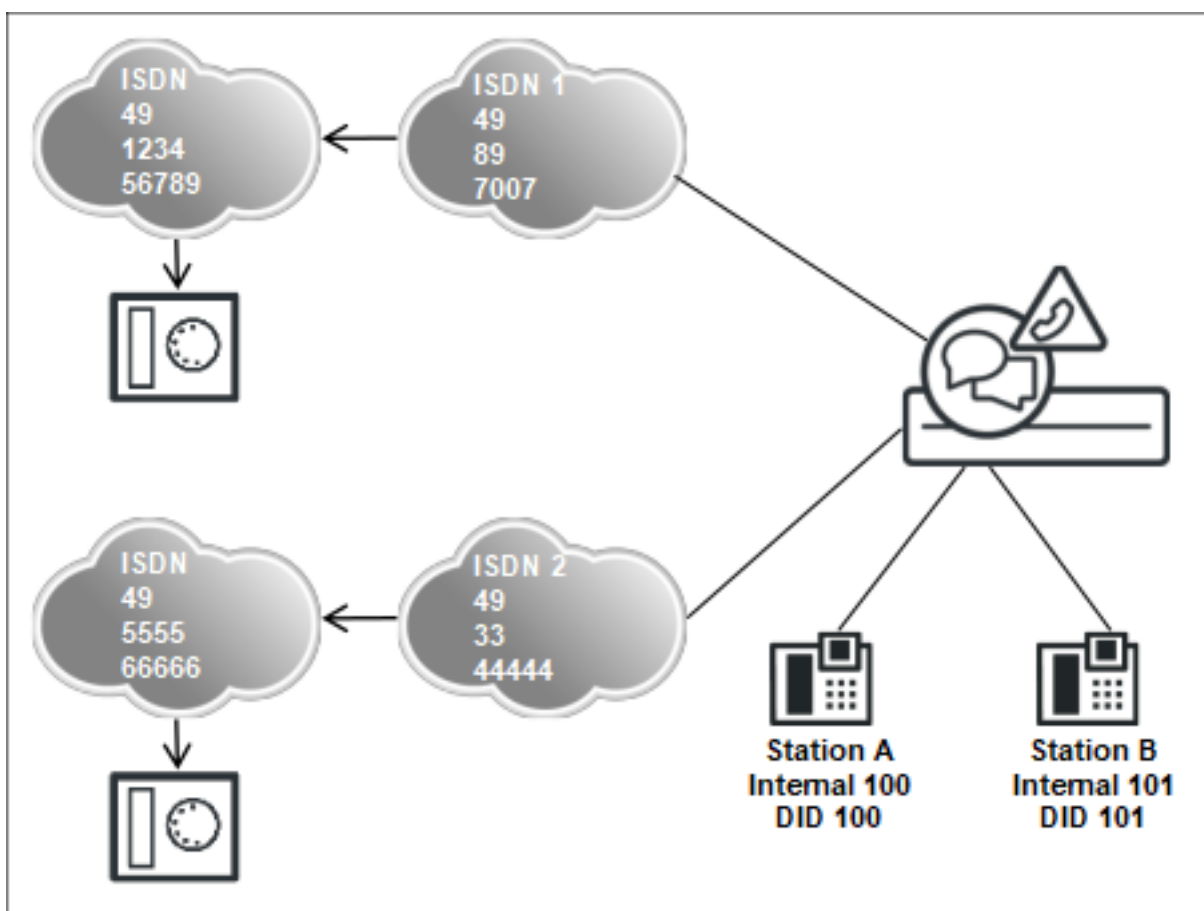 ISDN
49
1234
56789
ISDN 1
49
89
7007
ISDN
49
5555
66666
ISDN 2
49
33
44444
Station A
Internal 100
DID 100
Station B
Internal 101
DID 101